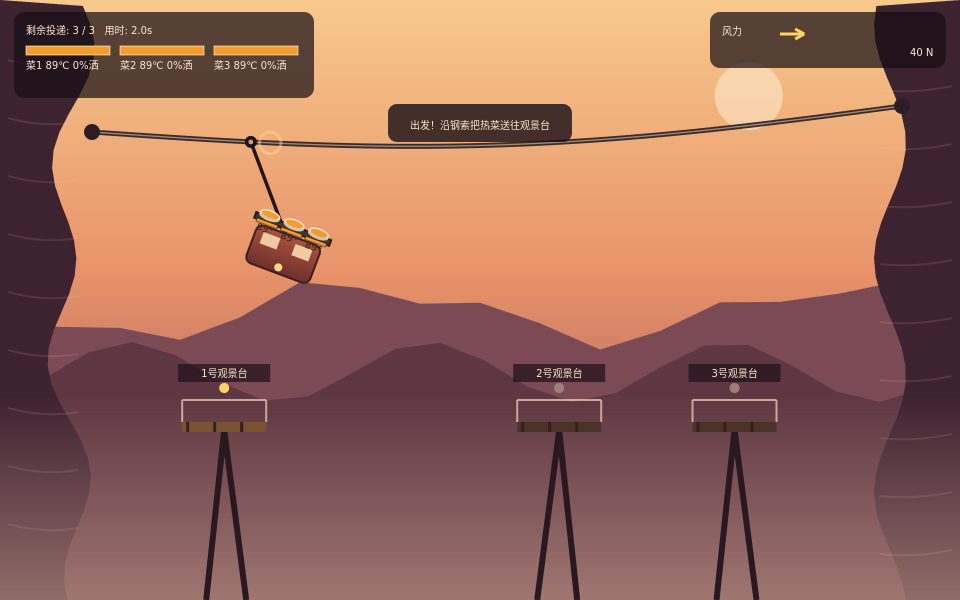 剩余投递: 3 / 3 用时: 2.0s
菜1 89℃ 0%洒 菜2 89℃ 0%洒 菜3 89℃ 0%洒
风力
40 N
出发！沿钢索把热菜送往观景台
1号观景台
2号观景台
3号观景台